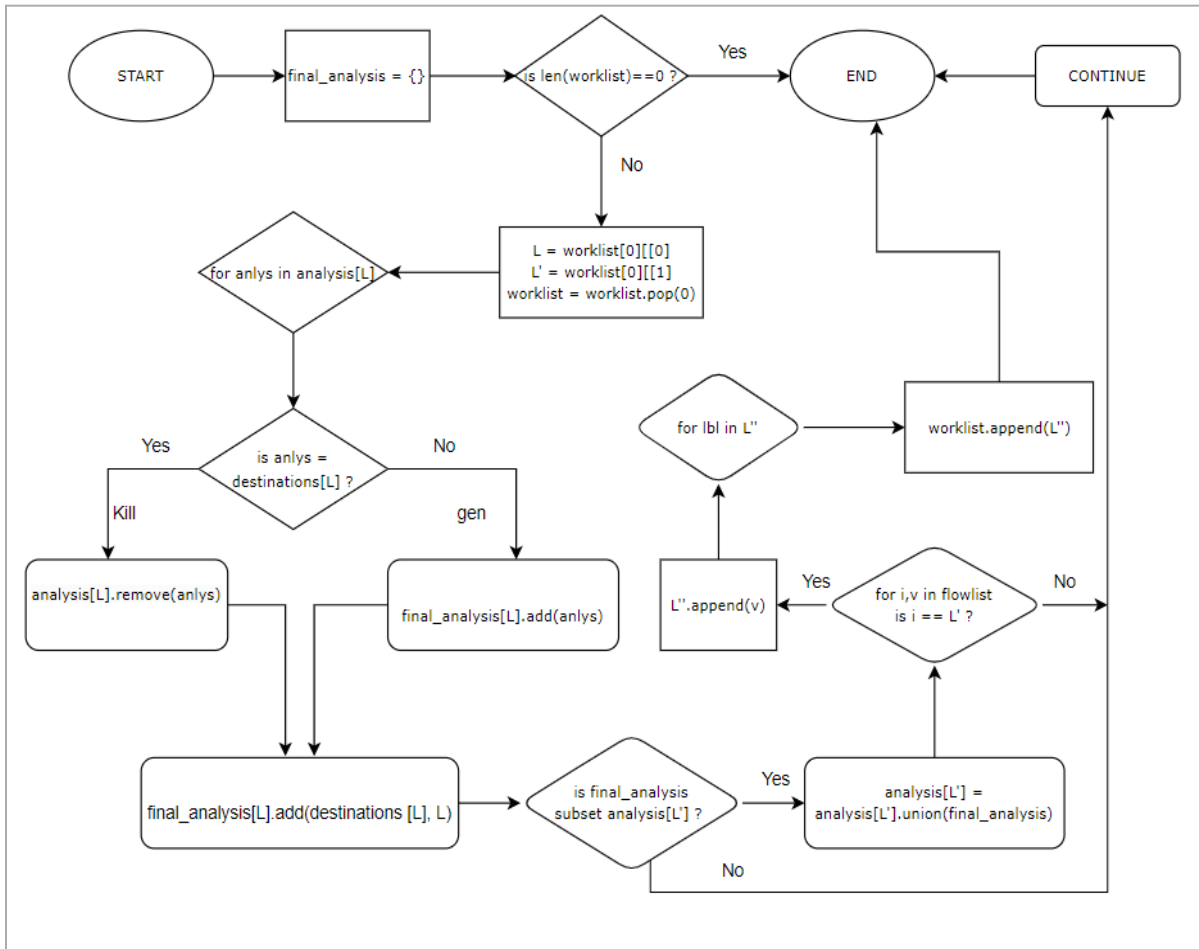 START
final_analysis = {}
is len(worklist)==0 ?
Yes
END
CONTINUE
No
L = worklist[0][[0]
L' = worklist[0][[1]
worklist = worklist.pop(0)
for anlys in analysis[L]
is anlys =
destinations[L] ?
Yes
No
Kill
gen
analysis[L].remove(anlys)
final_analysis[L].add(anlys)
final_analysis[L].add(destinations [L], L)
is final_analysis
subset analysis[L'] ?
Yes
No
analysis[L'] =
analysis[L'].union(final_analysis)
for i,v in flowlist
is i == L' ?
Yes
No
L''.append(v)
for lbl in L''
worklist.append(L'')